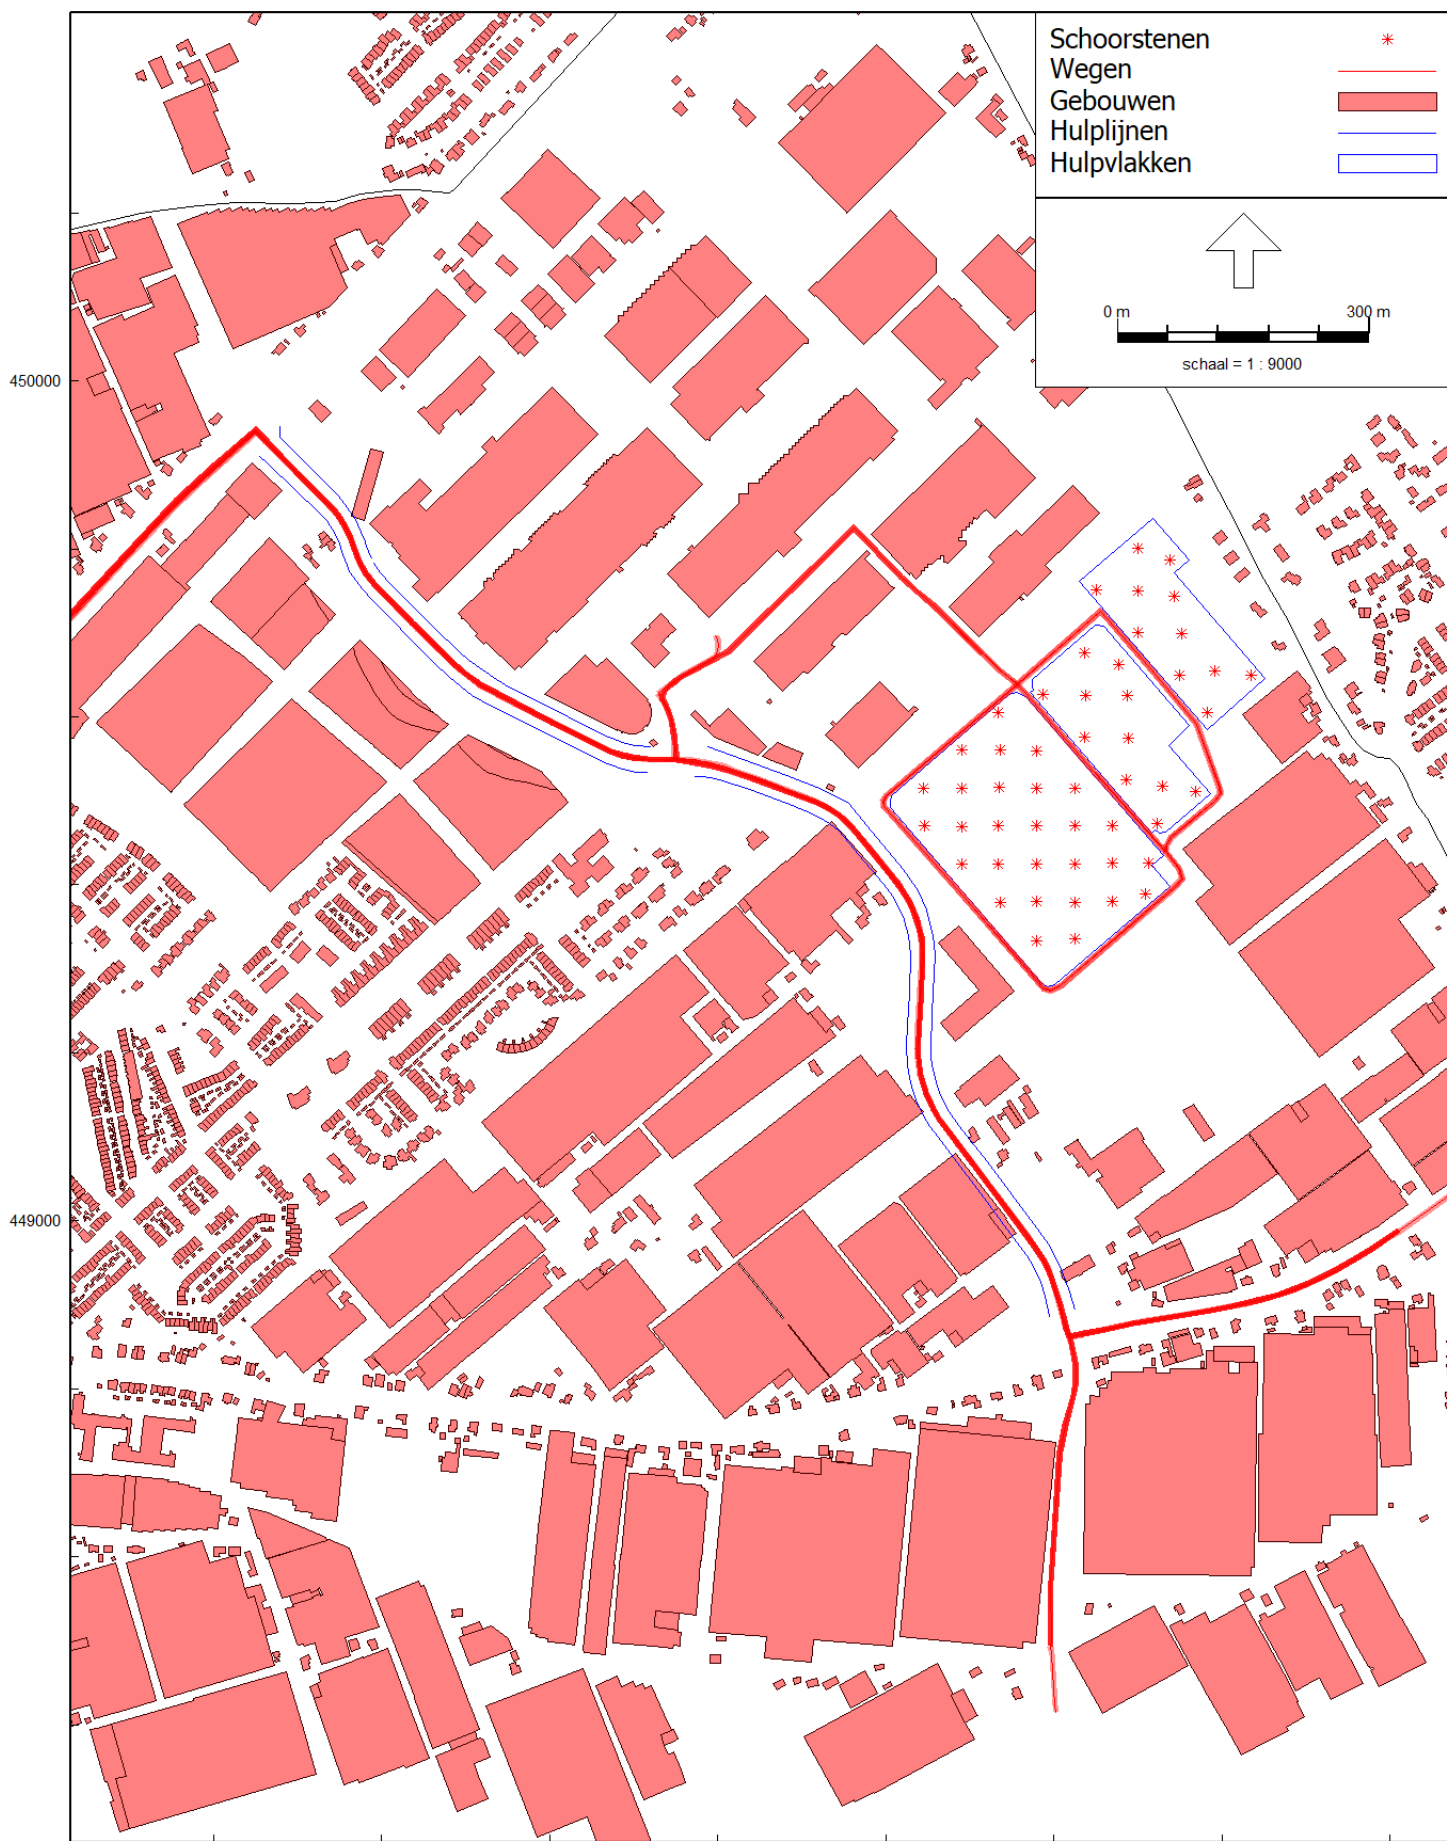 Schoorstenen
Wegen
Gebouwen
Hulplijnen
Hulpvlakken
0 m 300 m
schaal = 1 : 9000
450000
449000